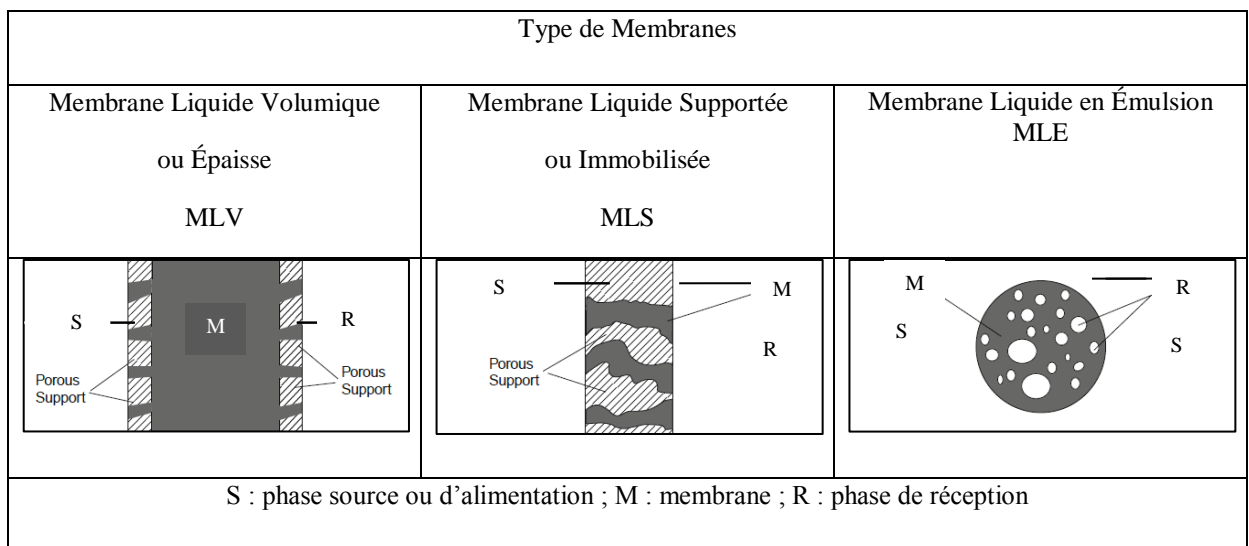 Type de Membranes
Membrane Liquide Volumique
ou Épaisse
MLV
Membrane Liquide Supportée
ou Immobilisée
MLS
Membrane Liquide en Émulsion
MLE
S
M
R
Porous
Support
Porous
Support
S
M
R
Porous
Support
M
R
S
S
S : phase source ou d’alimentation ; M : membrane ; R : phase de réception